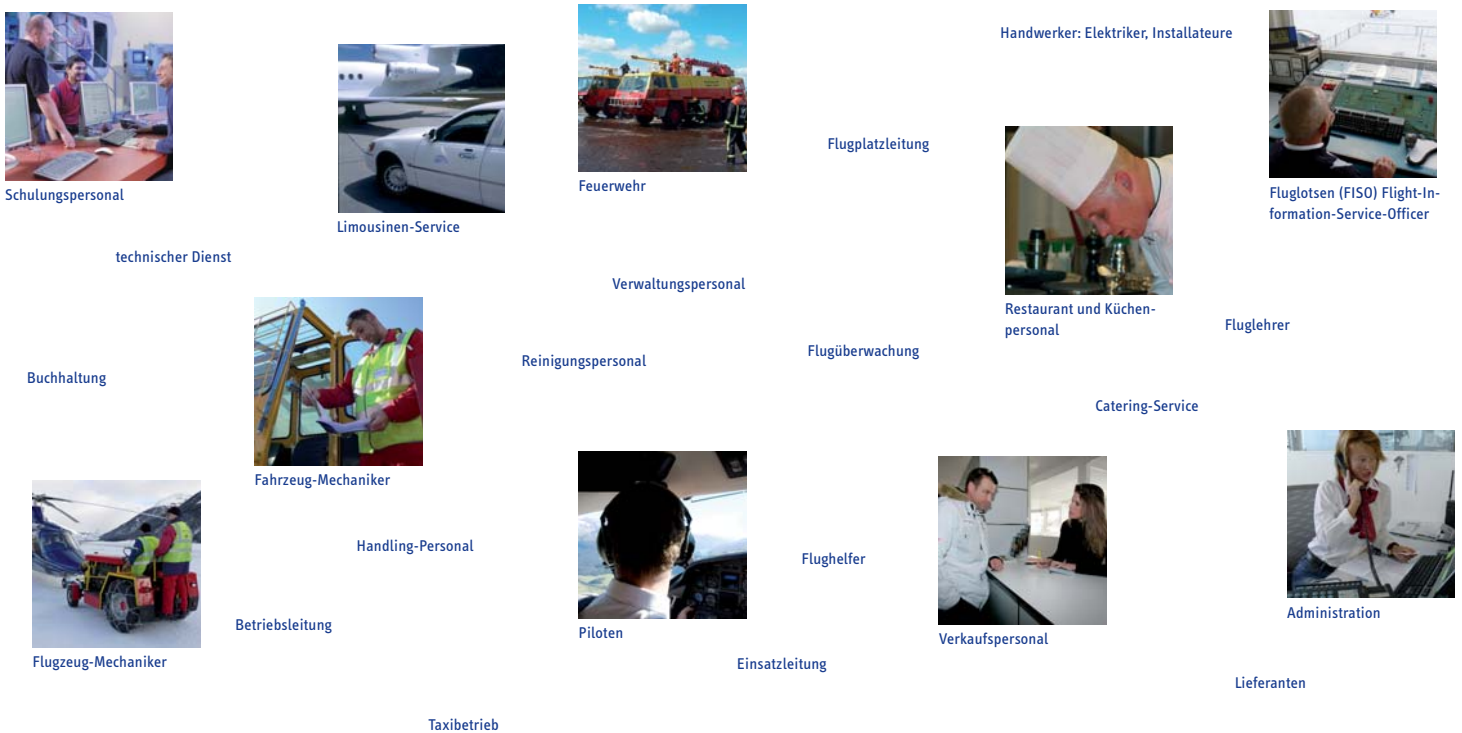 Handwerker: Elektriker, Installateure
Flugplatzleitung
Schulungspersonal
Feuerwehr
Fluglotsen (FISO) Flight-In-
formation-Service-Officer
Limousinen-Service
technischer Dienst
Verwaltungspersonal
Restaurant und Küchen-
personal
Fluglehrer
Flugüberwachung
Reinigungspersonal
Buchhaltung
Catering-Service
Fahrzeug-Mechaniker
Handling-Personal
Flughelfer
Administration
Betriebsleitung
Piloten
Verkaufspersonal
Flugzeug-Mechaniker
Einsatzleitung
Lieferanten
Taxibetrieb